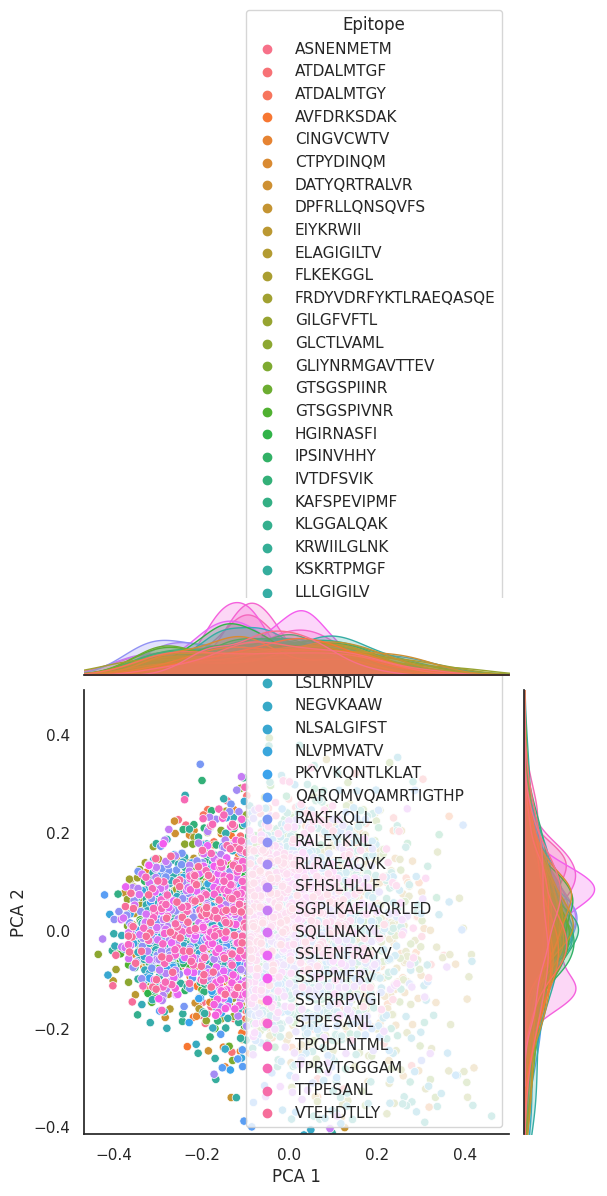 Epitope
ASNENMETM
ATDALMTGF
ATDALMTGY
AVFDRKSDAK
CINGVCWTV
CTPYDINQM
DATYQRTRALVR
DPFRLLQNSQVFS
EIYKRWII
ELAGIGILTV
FLKEKGGL
FRDYVDRFYKTLRAEQASQE
GILGFVFTL
GLCTLVAML
GLIYNRMGAVTTEV
GTSGSPIINR
GTSGSPIVNR
HGIRNASFI
IPSINVHHY
IVTDFSVIK
KAFSPEVIPMF
KLGGALQAK
KRWIILGLNK
KSKRTPMGF
LLLGIGILV
LSLRNPILV
NEGVKAAW
NLSALGIFST
NLVPMVATV
PKYVKQNTLKLAT
QARQMVQAMRTIGTHP
RAKFKQLL
RALEYKNL
RLRAEAQVK
SFHSLHLLF
SGPLKAEIAQRLED
SQLLNAKYL
SSLENFRAYV
SSPPMFRV
SSYRRPVGI
STPESANL
TPQDLNTML
TPRVTGGGAM
TTPESANL
VTEHDTLLY
0.4
0.2
0.0
−0.2
−0.4
PCA 2
−0.4 −0.2 0.0 0.2 0.4
PCA 1